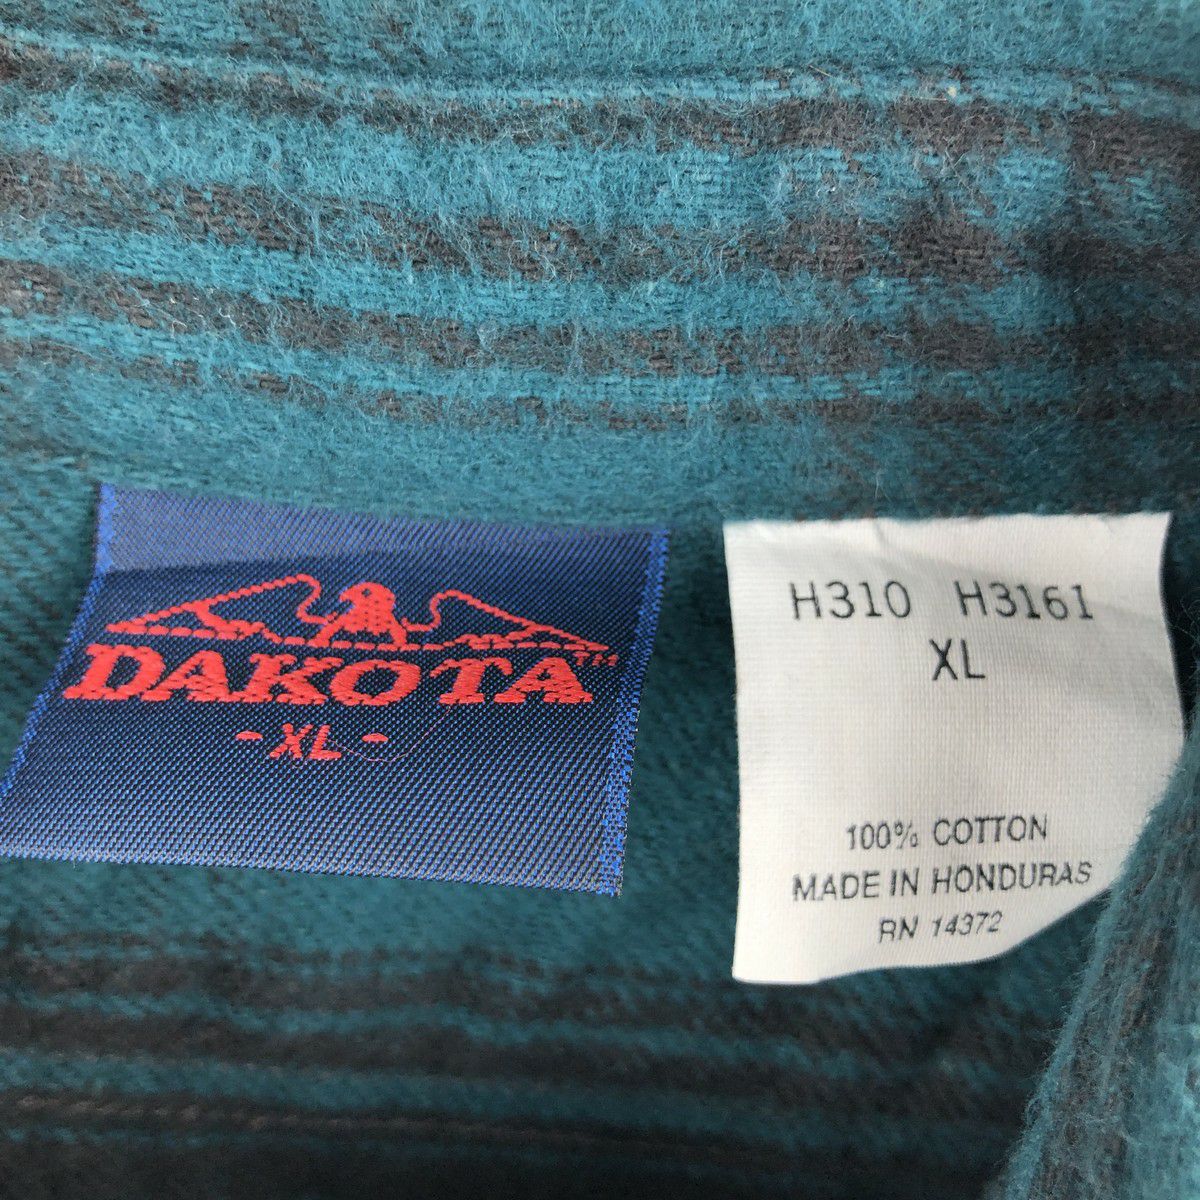 DAKOTA™
-XL-
H310 H3161
XL
100% COTTON
MADE IN HONDURAS
RN 14372